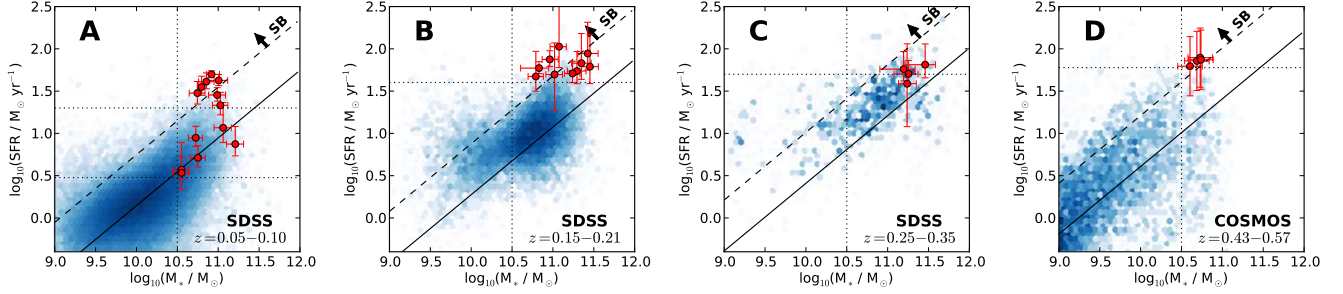 A
SB
SDSS
z=0.05−0.10
2.5
2.0
1.5
1.0
0.5
0.0
log₁₀(SFR / M☉ yr⁻¹)
9.0 9.5 10.0 10.5 11.0 11.5 12.0
log₁₀(M* / M☉)
B
SB
SDSS
z=0.15−0.21
2.5
2.0
1.5
1.0
0.5
0.0
log₁₀(SFR / M☉ yr⁻¹)
9.0 9.5 10.0 10.5 11.0 11.5 12.0
log₁₀(M* / M☉)
C
SB
SDSS
z=0.25−0.35
2.5
2.0
1.5
1.0
0.5
0.0
log₁₀(SFR / M☉ yr⁻¹)
9.0 9.5 10.0 10.5 11.0 11.5 12.0
log₁₀(M* / M☉)
D
SB
COSMOS
z=0.43−0.57
2.5
2.0
1.5
1.0
0.5
0.0
log₁₀(SFR / M☉ yr⁻¹)
9.0 9.5 10.0 10.5 11.0 11.5 12.0
log₁₀(M* / M☉)